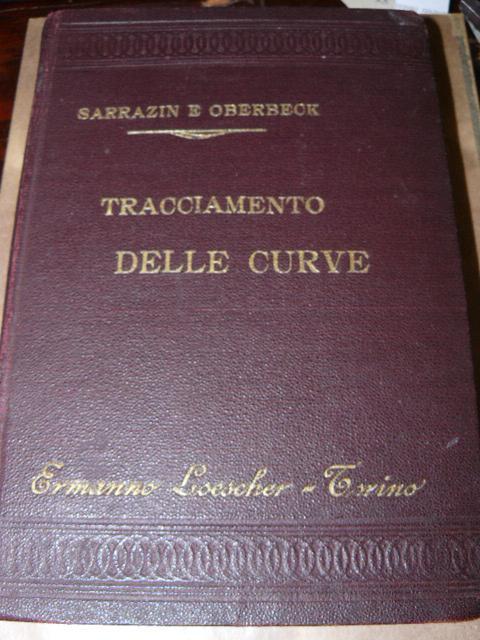 SARRAZIN E OBERBECK
TRACCIAMENTO
DELLE CURVE
Ermanno Loescher - Torino